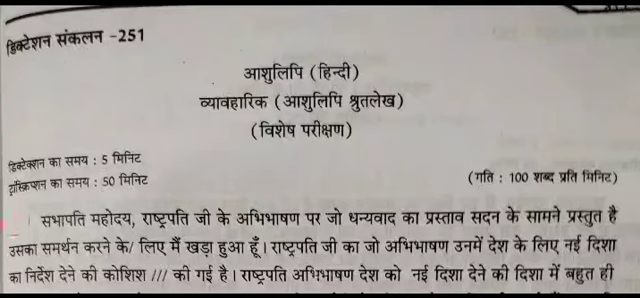 डिक्टेशन संकलन -251
आशुलिपि (हिन्दी)
व्यावहारिक (आशुलिपि श्रुतलेख)
(विशेष परीक्षण)
डिक्टेक्शन का समय : 5 मिनिट
ट्रांस्क्रिप्शन का समय : 50 मिनिट
(गति : 100 शब्द प्रति मिनिट)
सभापति महोदय, राष्ट्रपति जी के अभिभाषण पर जो धन्यवाद का प्रस्ताव सदन के सामने प्रस्तुत है
उसका समर्थन करने के/ लिए मैं खड़ा हुआ हूँ। राष्ट्रपति जी का जो अभिभाषण उनमें देश के लिए नई दिशा
का निर्देश देने की कोशिश /// की गई है। राष्ट्रपति अभिभाषण देश को नई दिशा देने की दिशा में बहुत ही